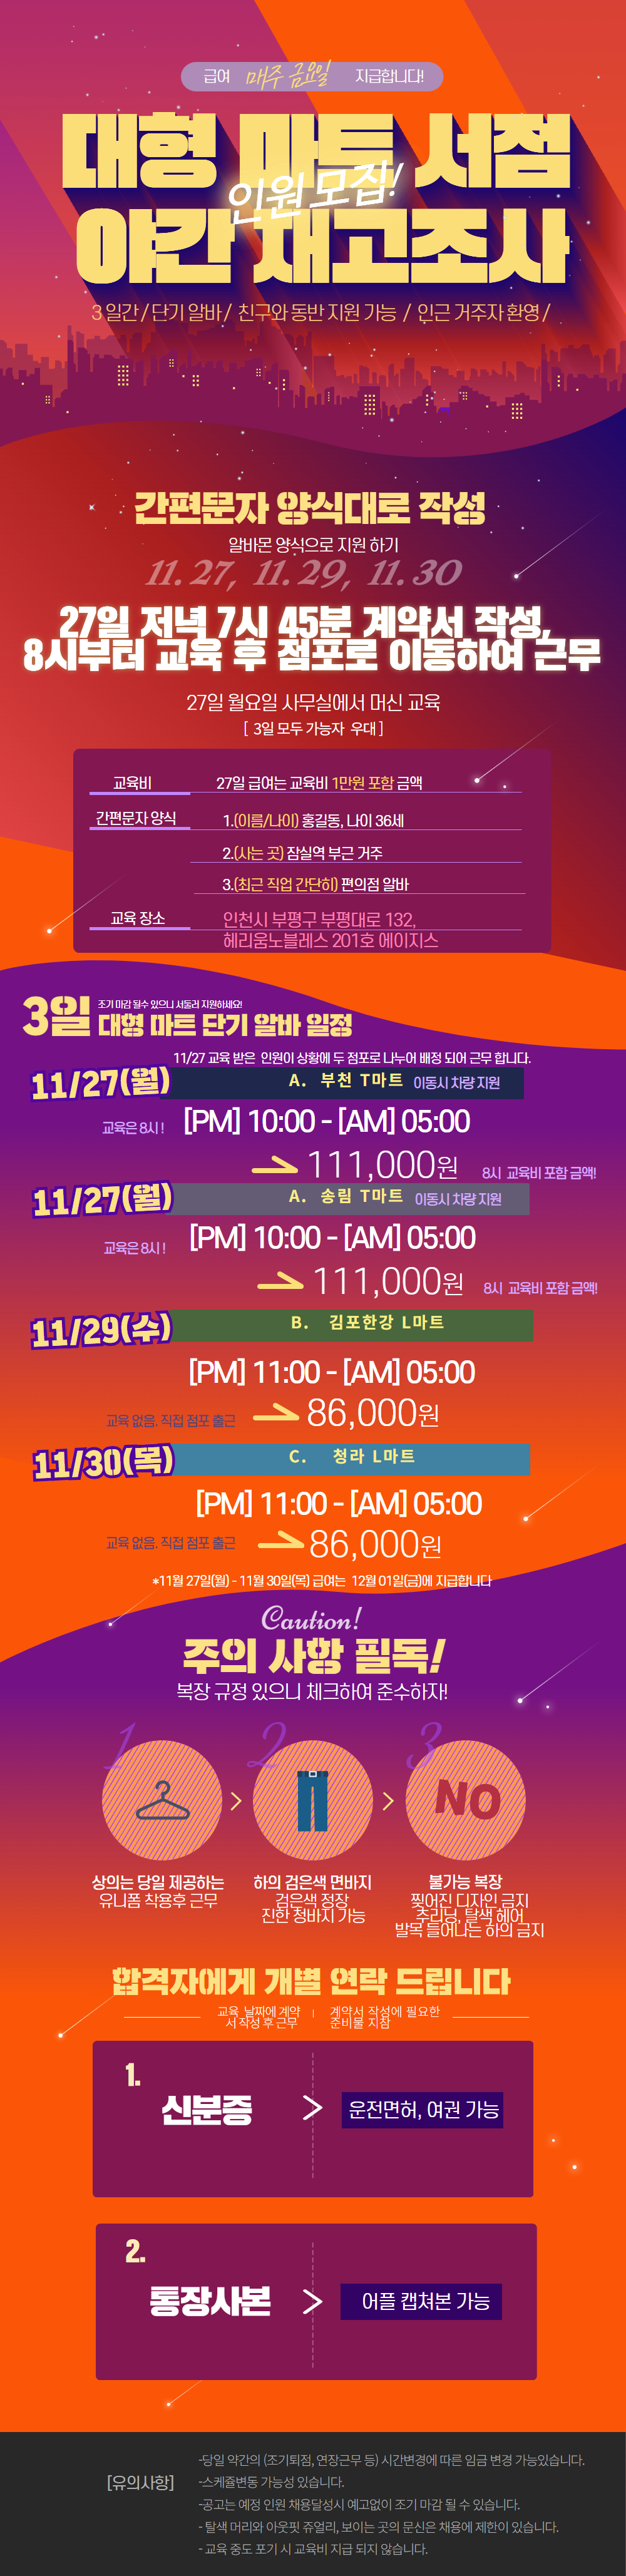 급여 매주 금요일 지급합니다!
대형 마트 서점
인원모집!
야간 재고조사
3일간/단기 알바/ 친구와 동반 지원 가능 / 인근 거주자 환영/
간편문자 양식대로 작성
알바몬 양식으로 지원 하기
11. 27, 11. 29, 11. 30
27일 저녁 7시 45분 계약서 작성,
8시부터 교육 후 점포로 이동하여 근무
27일 월요일 사무실에서 머신 교육
[ 3일 모두 가능자 우대 ]
교육비 27일 급여는 교육비 1만원 포함 금액
간편문자 양식 1.(이름/나이) 홍길동, 나이 36세
2.(사는 곳) 잠실역 부근 거주
3.(최근 직업 간단히) 편의점 알바
교육 장소 인천시 부평구 부평대로 132,
헤리움노블레스 201호 에이지스
3일 조기 마감 될수 있으니 서둘러 지원하세요!
대형 마트 단기 알바 일정
11/27 교육 받은 인원이 상황에 두 점포로 나누어 배정 되어 근무 합니다.
11/27(월) A. 부천 T마트 이동시 차량 지원
교육은 8시 ! [PM] 10:00 - [AM] 05:00
111,000원 8시 교육비 포함 금액!
11/27(월) A. 송림 T마트 이동시 차량 지원
교육은 8시 ! [PM] 10:00 - [AM] 05:00
111,000원 8시 교육비 포함 금액!
11/29(수) B. 김포한강 L마트
[PM] 11:00 - [AM] 05:00
교육 없음. 직접 점포 출근 86,000원
11/30(목) C. 청라 L마트
[PM] 11:00 - [AM] 05:00
교육 없음. 직접 점포 출근 86,000원
*11월 27일(월) - 11월 30일(목) 급여는 12월 01일(금)에 지급합니다
Caution!
주의 사항 필독!
복장 규정 있으니 체크하여 준수하자!
1 2 3
NO
상의는 당일 제공하는
유니폼 착용후 근무
하의 검은색 면바지
검은색 정장
진한 청바지 가능
불가능 복장
찢어진 디자인 금지
추리닝, 탈색 헤어
발목 들어나는 하의 금지
합격자에게 개별 연락 드립니다
교육 날짜에 계약
서 작성 후 근무
계약서 작성에 필요한
준비물 지참
1.
신분증 > 운전면허, 여권 가능
2.
통장사본 > 어플 캡쳐본 가능
[유의사항]
-당일 약간의 (조기퇴점, 연장근무 등) 시간변경에 따른 임금 변경 가능있습니다.
-스케줄변동 가능성 있습니다.
-공고는 예정 인원 채용달성시 예고없이 조기 마감 될 수 있습니다.
- 탈색 머리와 아웃핏 쥬얼리, 보이는 곳의 문신은 채용에 제한이 있습니다.
- 교육 중도 포기 시 교육비 지급 되지 않습니다.